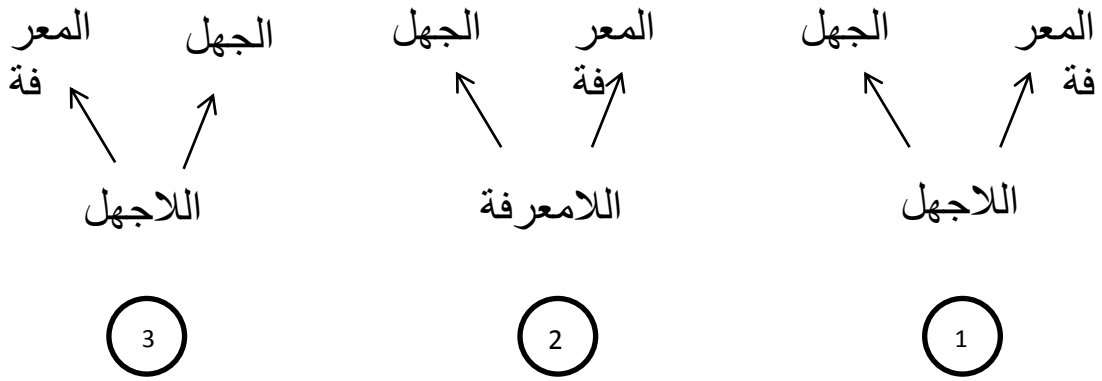 المعر
فة
الجهل
اللاجهل
1
المعر
فة
الجهل
اللامعرفة
2
الجهل
المعر
فة
اللاجهل
3